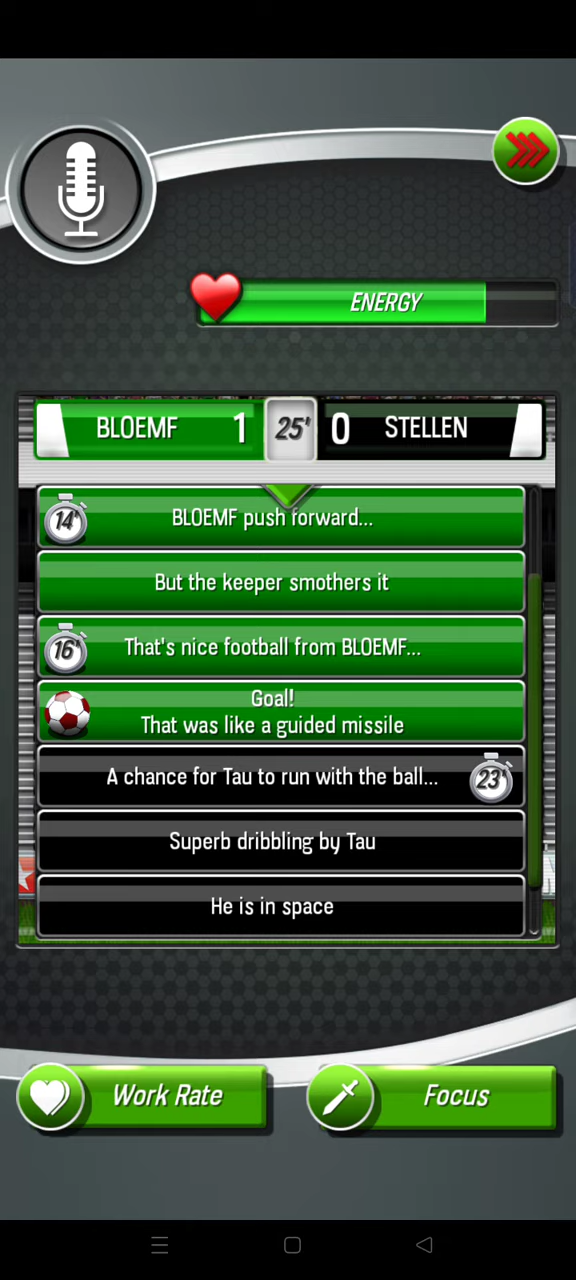 ENERGY
BLOEMF 1 25' 0 STELLEN
14'
BLOEMF push forward...
But the keeper smothers it
16'
That's nice football from BLOEMF...
Goal!
That was like a guided missile
A chance for Tau to run with the ball...
23'
Superb dribbling by Tau
He is in space
Work Rate
Focus